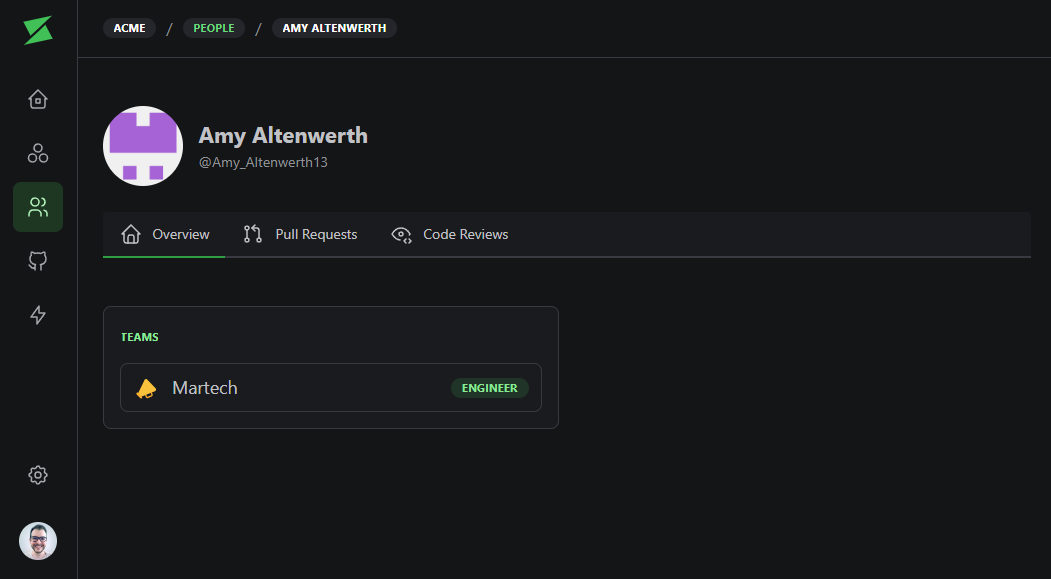 ACME / PEOPLE / AMY ALTENWERTH
Amy Altenwerth
@Amy_Altenwerth13
Overview Pull Requests Code Reviews
TEAMS
Martech ENGINEER